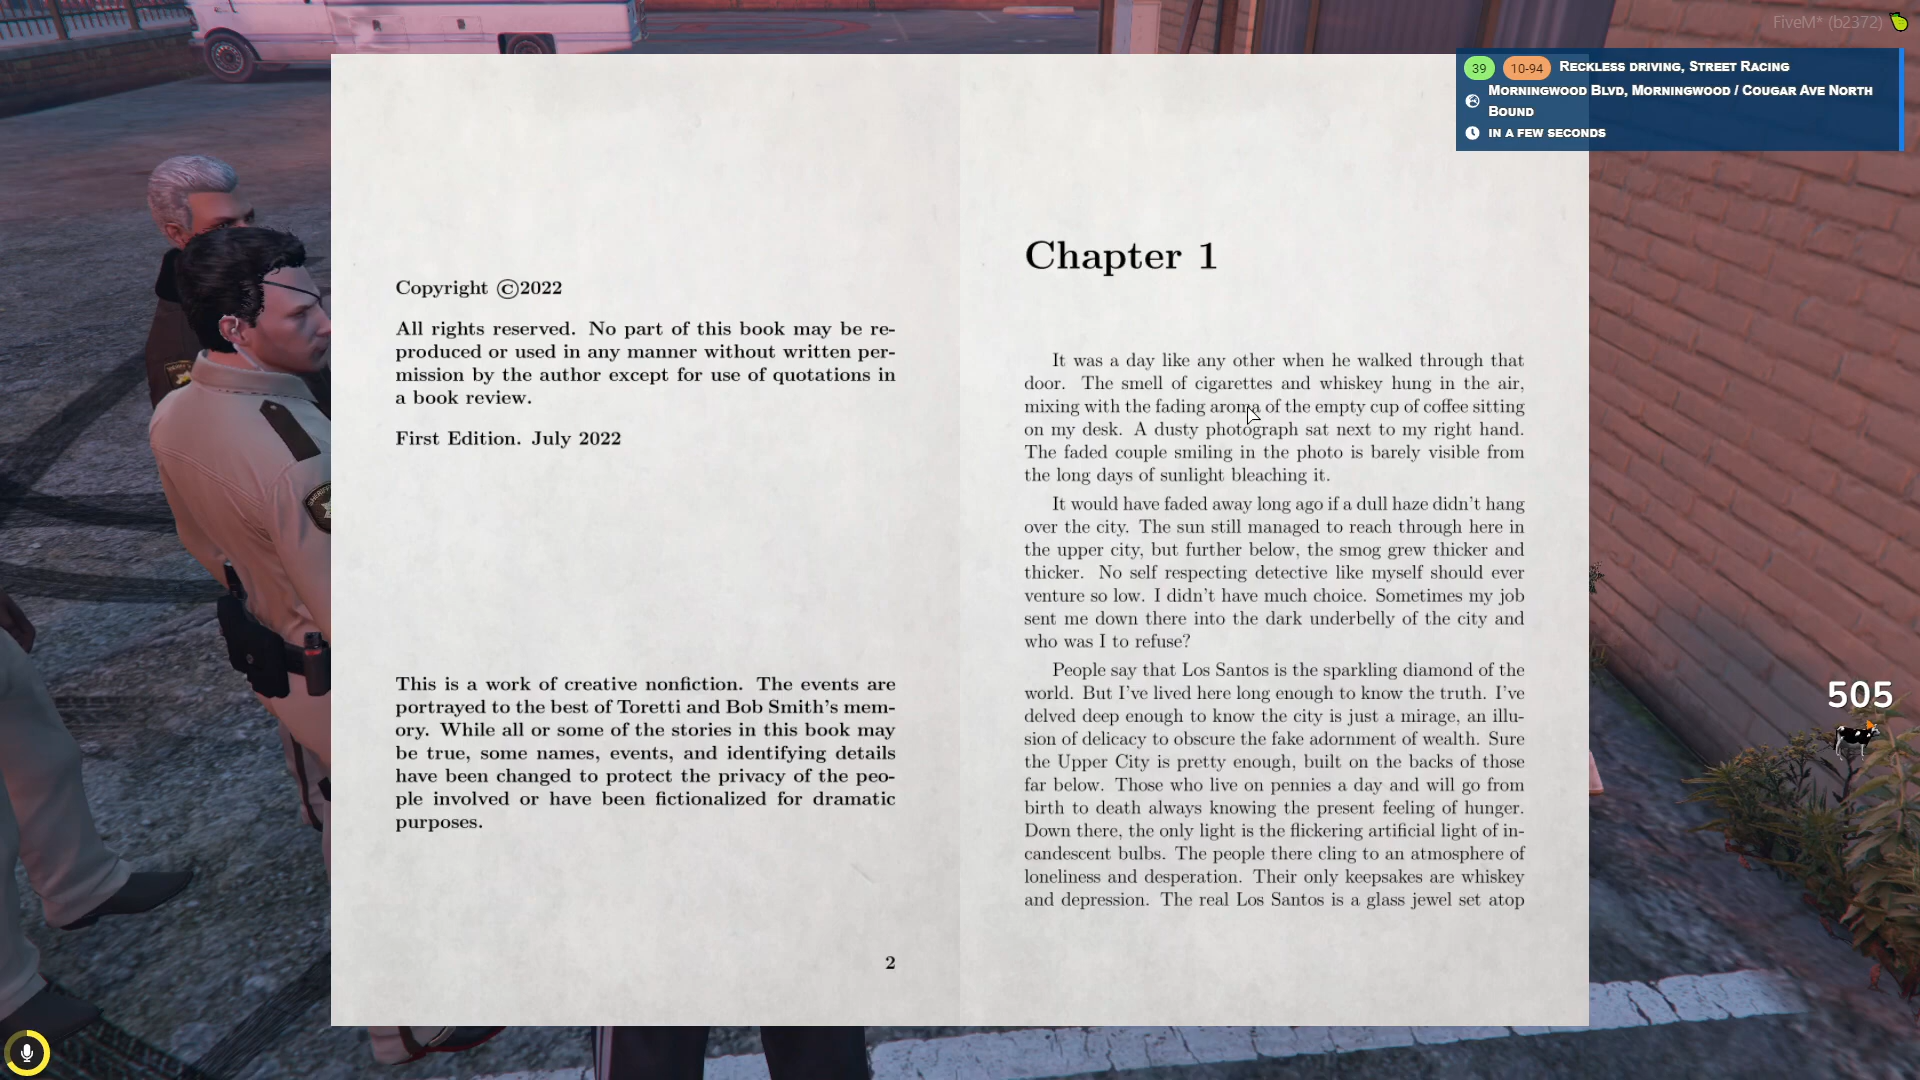 FiveM* (b2372)
39 10-94 Reckless driving, Street Racing
Morningwood Blvd, Morningwood / Cougar Ave North
Bound
in a few seconds
Copyright ©2022
All rights reserved. No part of this book may be re-
produced or used in any manner without written per-
mission by the author except for use of quotations in
a book review.
First Edition. July 2022
This is a work of creative nonfiction. The events are
portrayed to the best of Toretti and Bob Smith's mem-
ory. While all or some of the stories in this book may
be true, some names, events, and identifying details
have been changed to protect the privacy of the peo-
ple involved or have been fictionalized for dramatic
purposes.
2
Chapter 1
It was a day like any other when he walked through that
door. The smell of cigarettes and whiskey hung in the air,
mixing with the fading aroma of the empty cup of coffee sitting
on my desk. A dusty photograph sat next to my right hand.
The faded couple smiling in the photo is barely visible from
the long days of sunlight bleaching it.
It would have faded away long ago if a dull haze didn't hang
over the city. The sun still managed to reach through here in
the upper city, but further below, the smog grew thicker and
thicker. No self respecting detective like myself should ever
venture so low. I didn't have much choice. Sometimes my job
sent me down there into the dark underbelly of the city and
who was I to refuse?
People say that Los Santos is the sparkling diamond of the
world. But I've lived here long enough to know the truth. I've
delved deep enough to know the city is just a mirage, an illu-
sion of delicacy to obscure the fake adornment of wealth. Sure
the Upper City is pretty enough, built on the backs of those
far below. Those who live on pennies a day and will go from
birth to death always knowing the present feeling of hunger.
Down there, the only light is the flickering artificial light of in-
candescent bulbs. The people there cling to an atmosphere of
loneliness and desperation. Their only keepsakes are whiskey
and depression. The real Los Santos is a glass jewel set atop
505